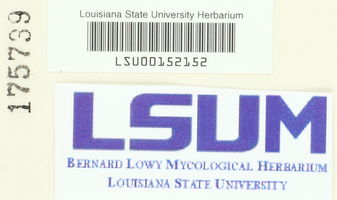 Louisiana State University Herbarium
LSU00152152
175739
LSUM
BERNARD LOWY MYCOLOGICAL HERBARIUM
LOUISIANA STATE UNIVERSITY